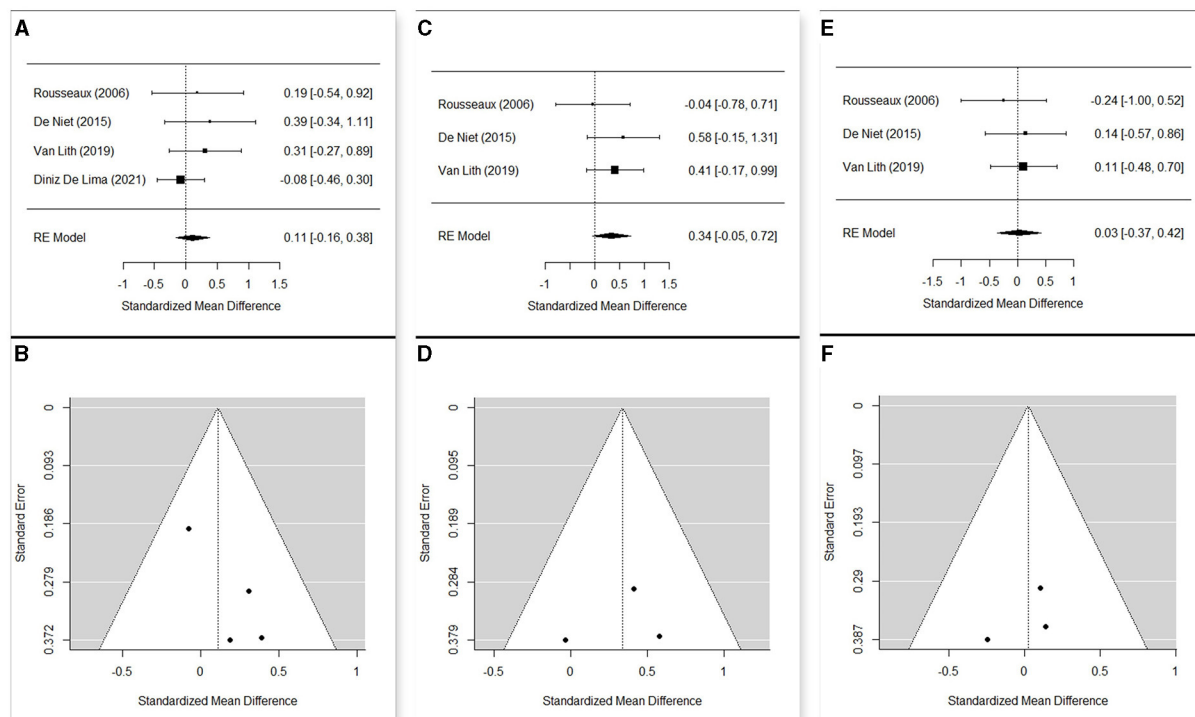 A
Rousseaux (2006) 0.19 [-0.54, 0.92]
De Niet (2015) 0.39 [-0.34, 1.11]
Van Lith (2019) 0.31 [-0.27, 0.89]
Diniz De Lima (2021) -0.08 [-0.46, 0.30]
RE Model 0.11 [-0.16, 0.38]
-1 -0.5 0 0.5 1 1.5
Standardized Mean Difference
B
0
0.093
0.186
0.279
0.372
Standard Error
-0.5 0 0.5 1
Standardized Mean Difference
C
Rousseaux (2006) -0.04 [-0.78, 0.71]
De Niet (2015) 0.58 [-0.15, 1.31]
Van Lith (2019) 0.41 [-0.17, 0.99]
RE Model 0.34 [-0.05, 0.72]
-1 0 0.5 1 1.5
Standardized Mean Difference
D
0
0.095
0.189
0.284
0.379
Standard Error
-0.5 0 0.5 1
Standardized Mean Difference
E
Rousseaux (2006) -0.24 [-1.00, 0.52]
De Niet (2015) 0.14 [-0.57, 0.86]
Van Lith (2019) 0.11 [-0.48, 0.70]
RE Model 0.03 [-0.37, 0.42]
-1.5 -1 -0.5 0 0.5 1
Standardized Mean Difference
F
0
0.097
0.193
0.29
0.387
Standard Error
-0.5 0 0.5 1
Standardized Mean Difference